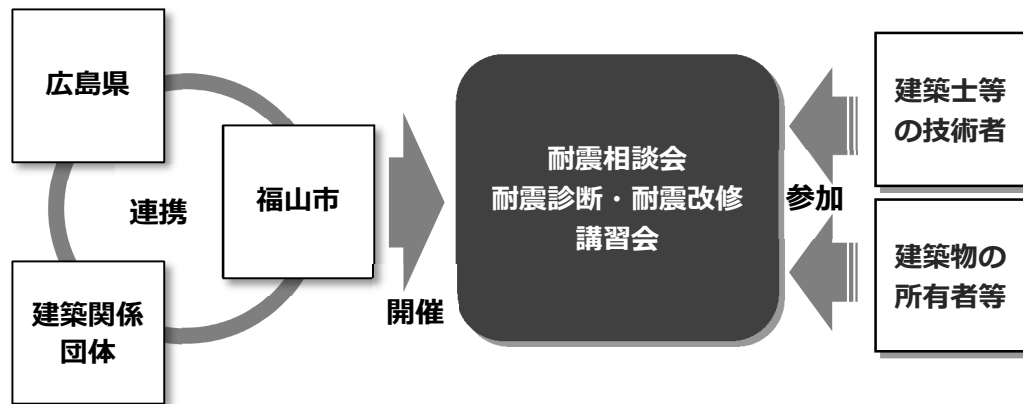 広島県
連携
福山市
建築関係
団体
開催
耐震相談会
耐震診断・耐震改修
講習会
参加
建築士等
の技術者
建築物の
所有者等